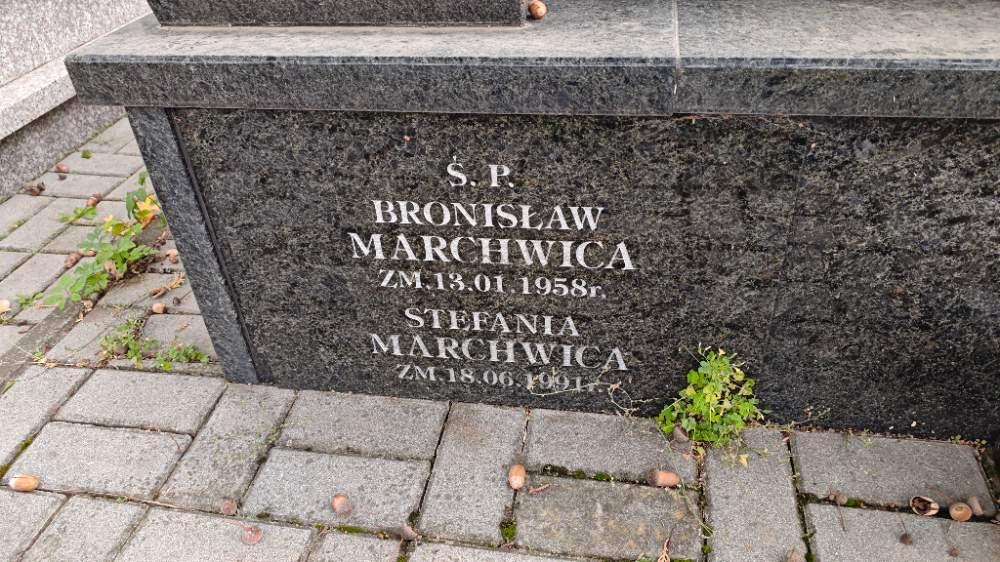 Ś. P.
BRONISŁAW
MARCHWICA
ZM.13.01.1958r.
STEFANIA
MARCHWICA
ZM.18.06.1991r.